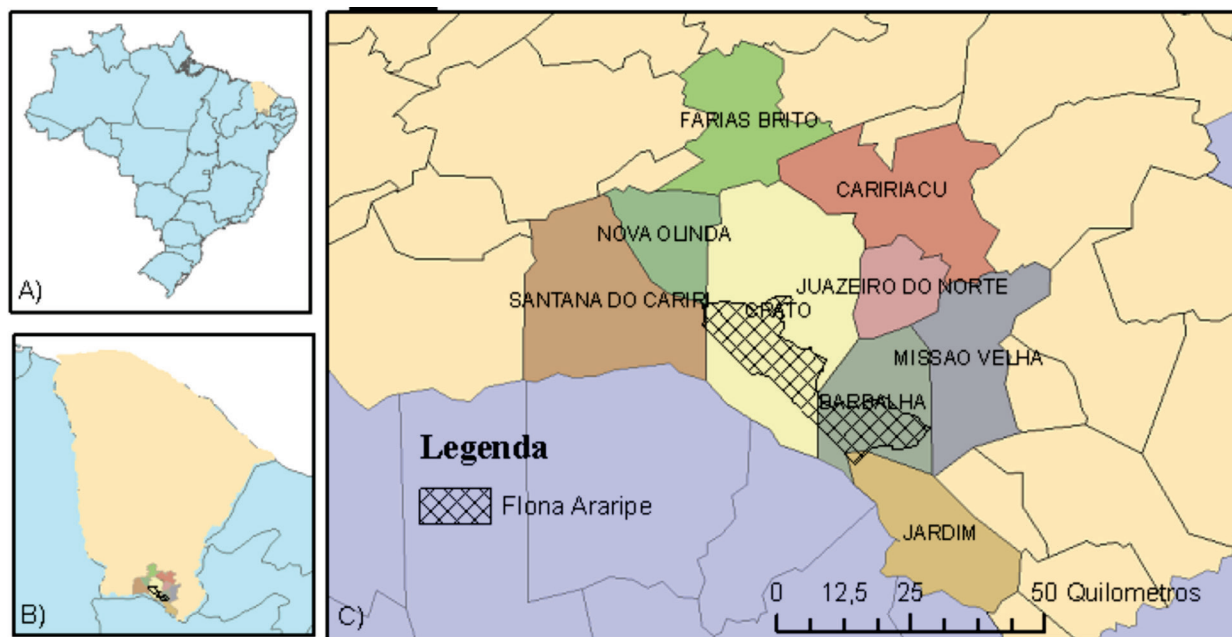 A)
B)
FARIAS BRITO
CARIRIACU
NOVA OLINDA
JUAZEIRO DO NORTE
SANTANA DO CARIRI
CRATO
MISSAO VELHA
BARBALHA
Legenda
Flona Araripe
JARDIM
0 12,5 25 50 Quilometros
C)